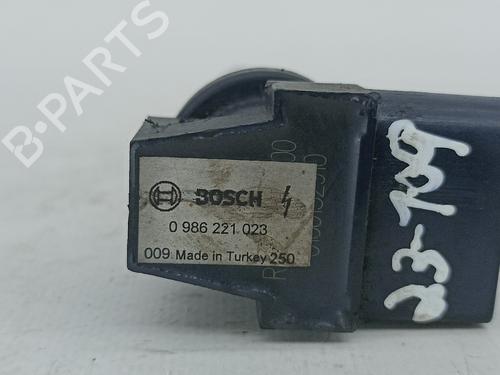 B-PARTS
BOSCH
0 986 221 023
009 Made in Turkey 250
23-709